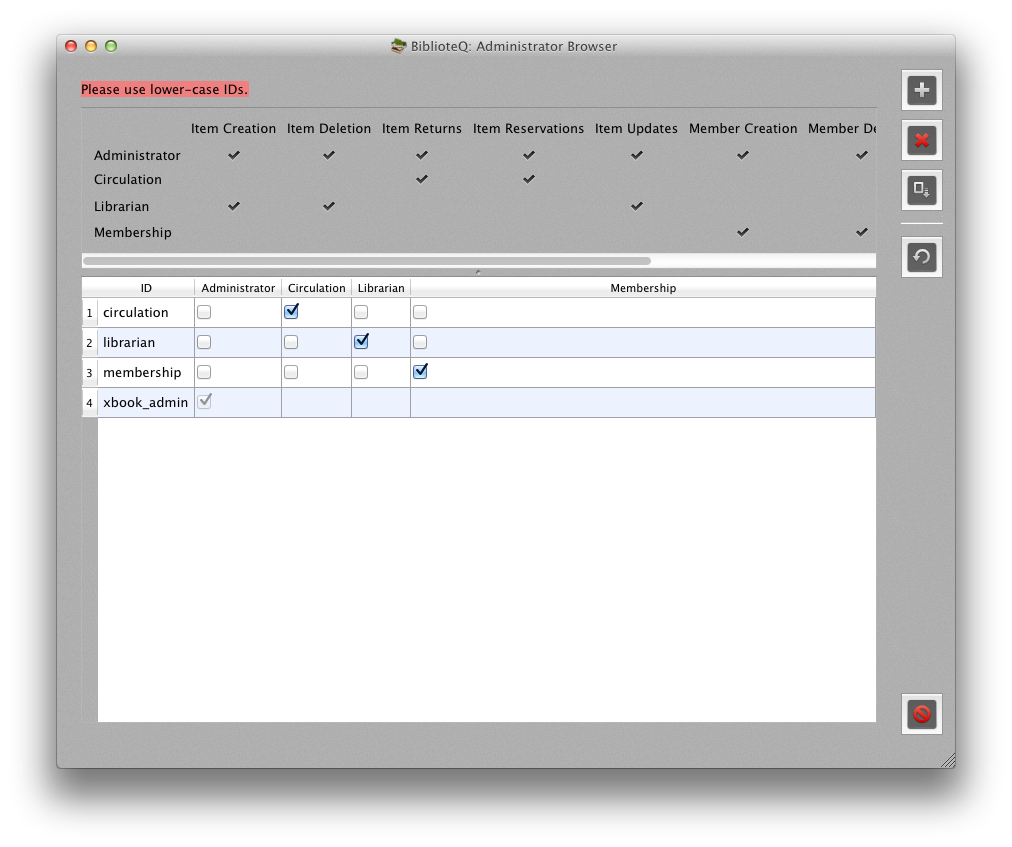 BiblioteQ: Administrator Browser
Please use lower-case IDs.
Item Creation Item Deletion Item Returns Item Reservations Item Updates Member Creation Member De
Administrator
Circulation
Librarian
Membership
ID Administrator Circulation Librarian Membership
1 circulation
2 librarian
3 membership
4 xbook_admin